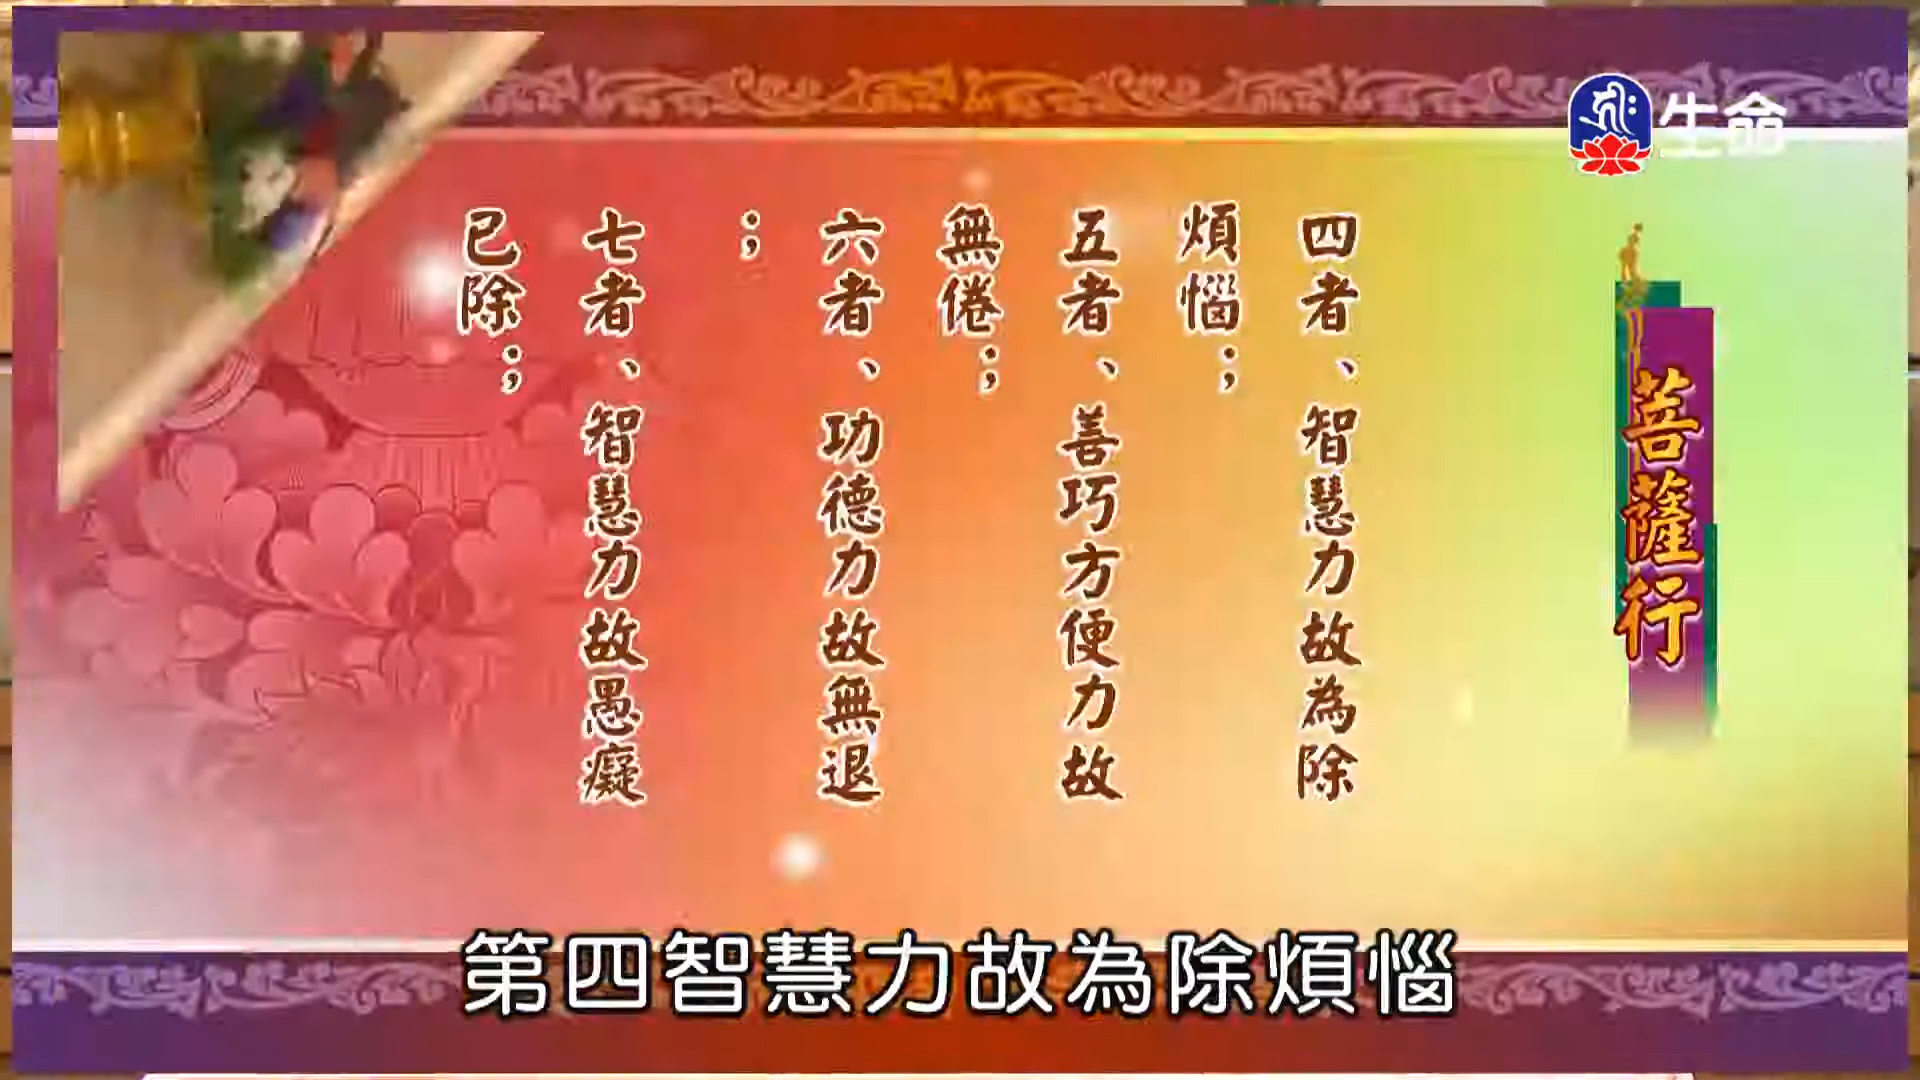 生命
菩薩行
四者、智慧力故為除
煩惱;
五者、善巧方便力故
無倦;
六者、功德力故無退
;
七者、智慧力故愚癡
已除;
第四智慧力故為除煩惱